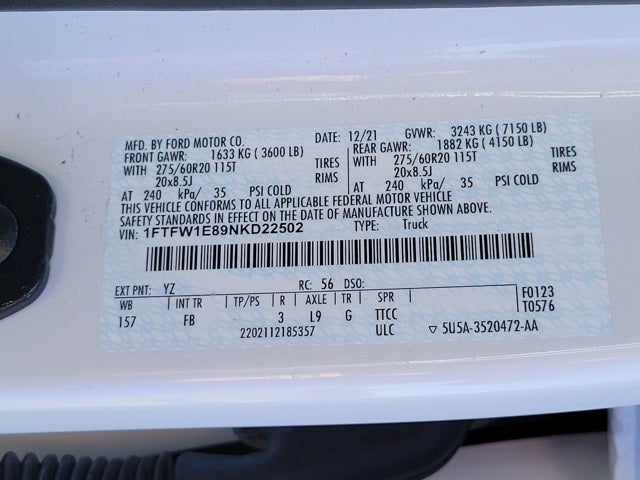 MFD. BY FORD MOTOR CO. DATE: 12/21 GVWR: 3243 KG ( 7150 LB)
FRONT GAWR: 1633 KG ( 3600 LB) REAR GAWR: 1882 KG ( 4150 LB)
WITH 275/60R20 115T TIRES WITH 275/60R20 115T TIRES
20x8.5J RIMS 20x8.5J RIMS
AT 240 kPa/ 35 PSI COLD AT 240 kPa/ 35 PSI COLD
THIS VEHICLE CONFORMS TO ALL APPLICABLE FEDERAL MOTOR VEHICLE
SAFETY STANDARDS IN EFFECT ON THE DATE OF MANUFACTURE SHOWN ABOVE.
VIN: 1FTFW1E89NKD22502 TYPE: Truck
EXT PNT: YZ RC: 56 DSO:
WB INT TR TP/PS R AXLE TR SPR F0123
157 FB 3 L9 G TTCC T0576
2202112185357 ULC ▽ 5U5A-3520472-AA